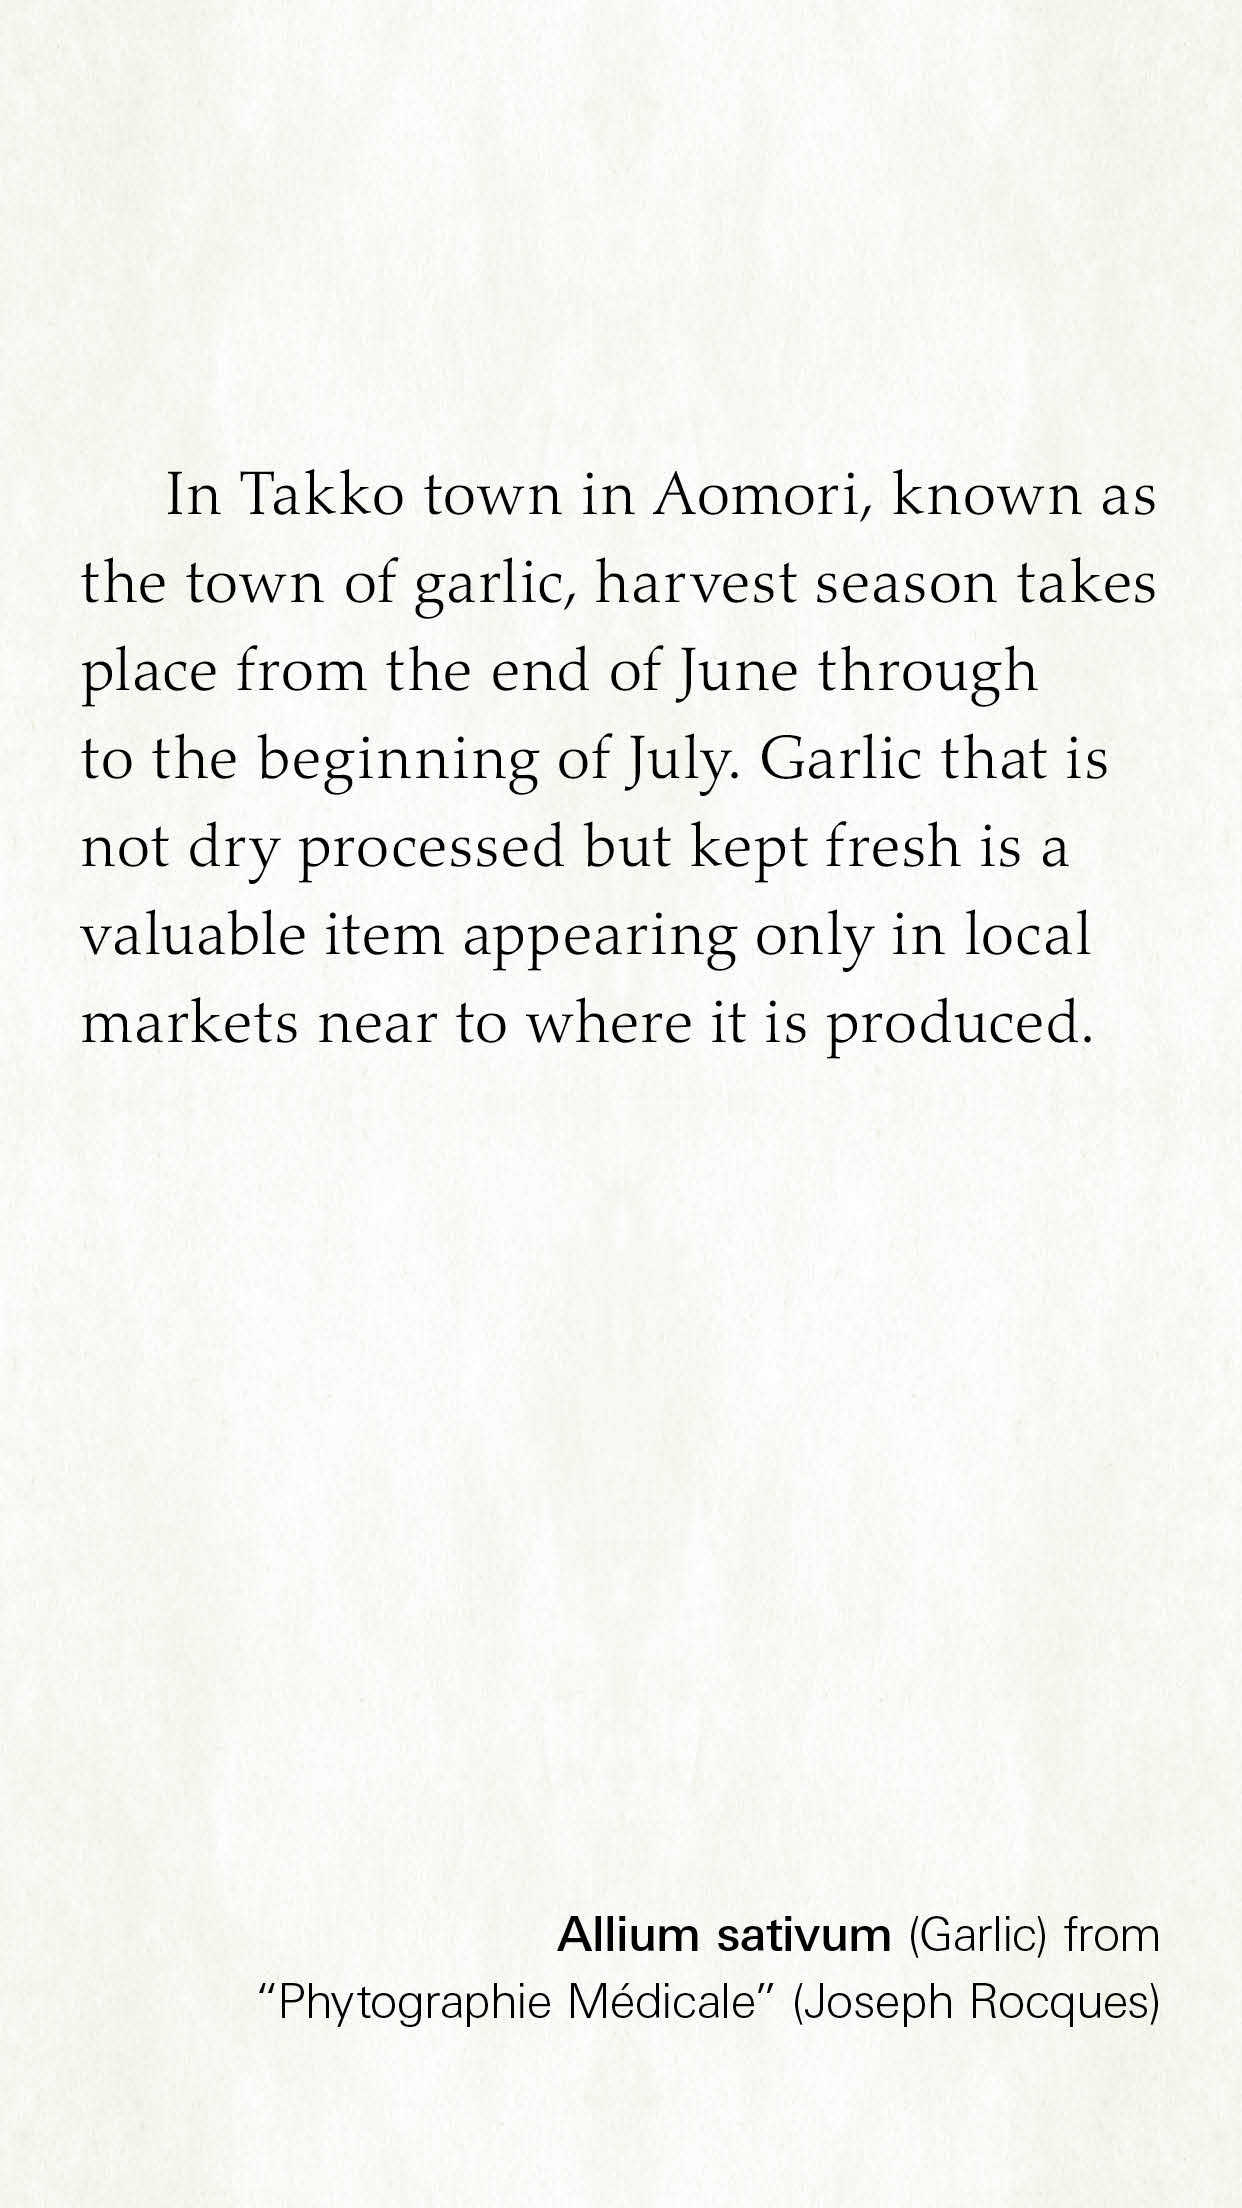 In Takko town in Aomori, known as
the town of garlic, harvest season takes
place from the end of June through
to the beginning of July. Garlic that is
not dry processed but kept fresh is a
valuable item appearing only in local
markets near to where it is produced.
Allium sativum (Garlic) from
“Phytographie Médicale” (Joseph Rocques)